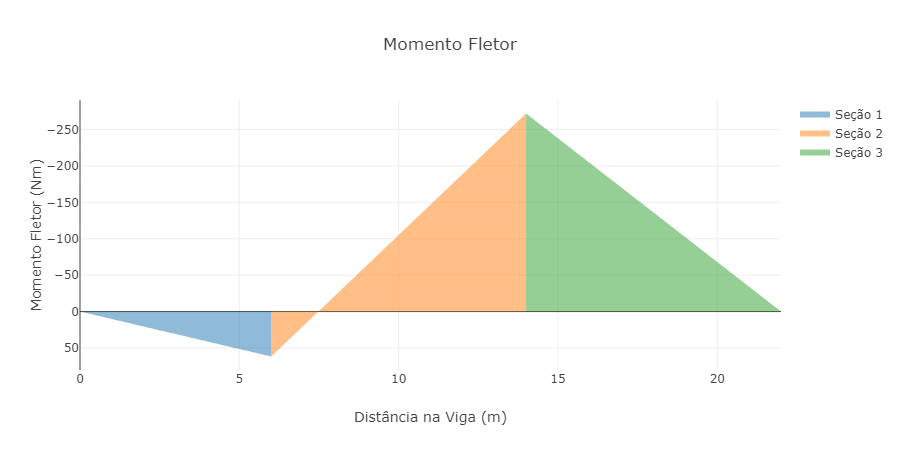 Momento Fletor
Seção 1
Seção 2
Seção 3
Momento Fletor (Nm)
−250
−200
−150
−100
−50
0
50
0 5 10 15 20
Distância na Viga (m)